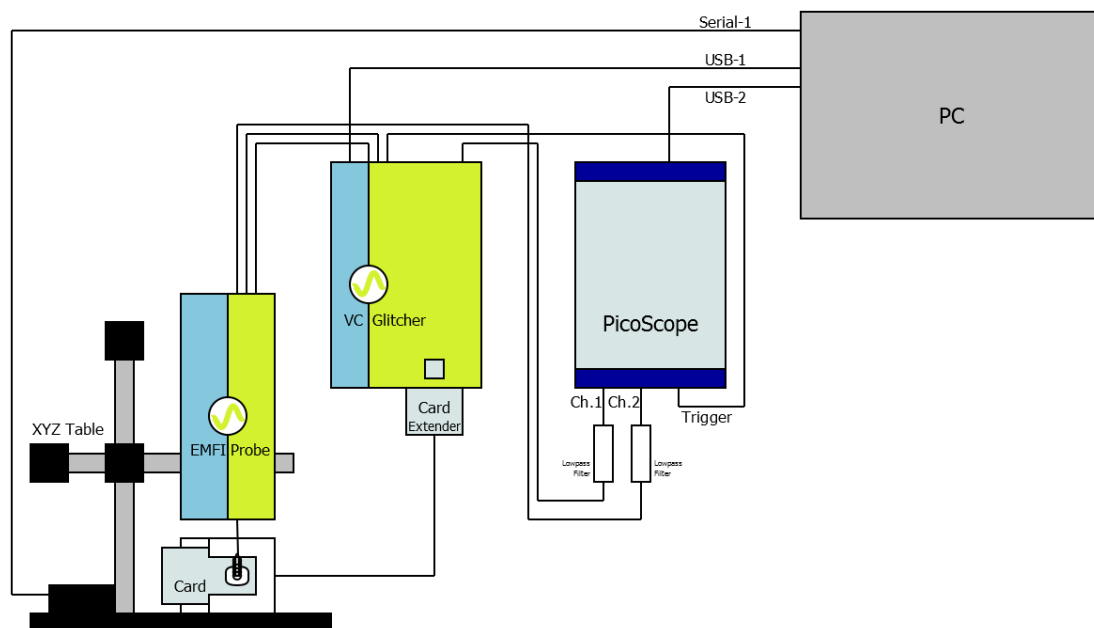 Serial-1
USB-1
USB-2
PC
VC Glitcher
PicoScope
Card
Extender
Ch.1 Ch.2
Trigger
XYZ Table
EMFI Probe
Lowpass
Filter
Lowpass
Filter
Card